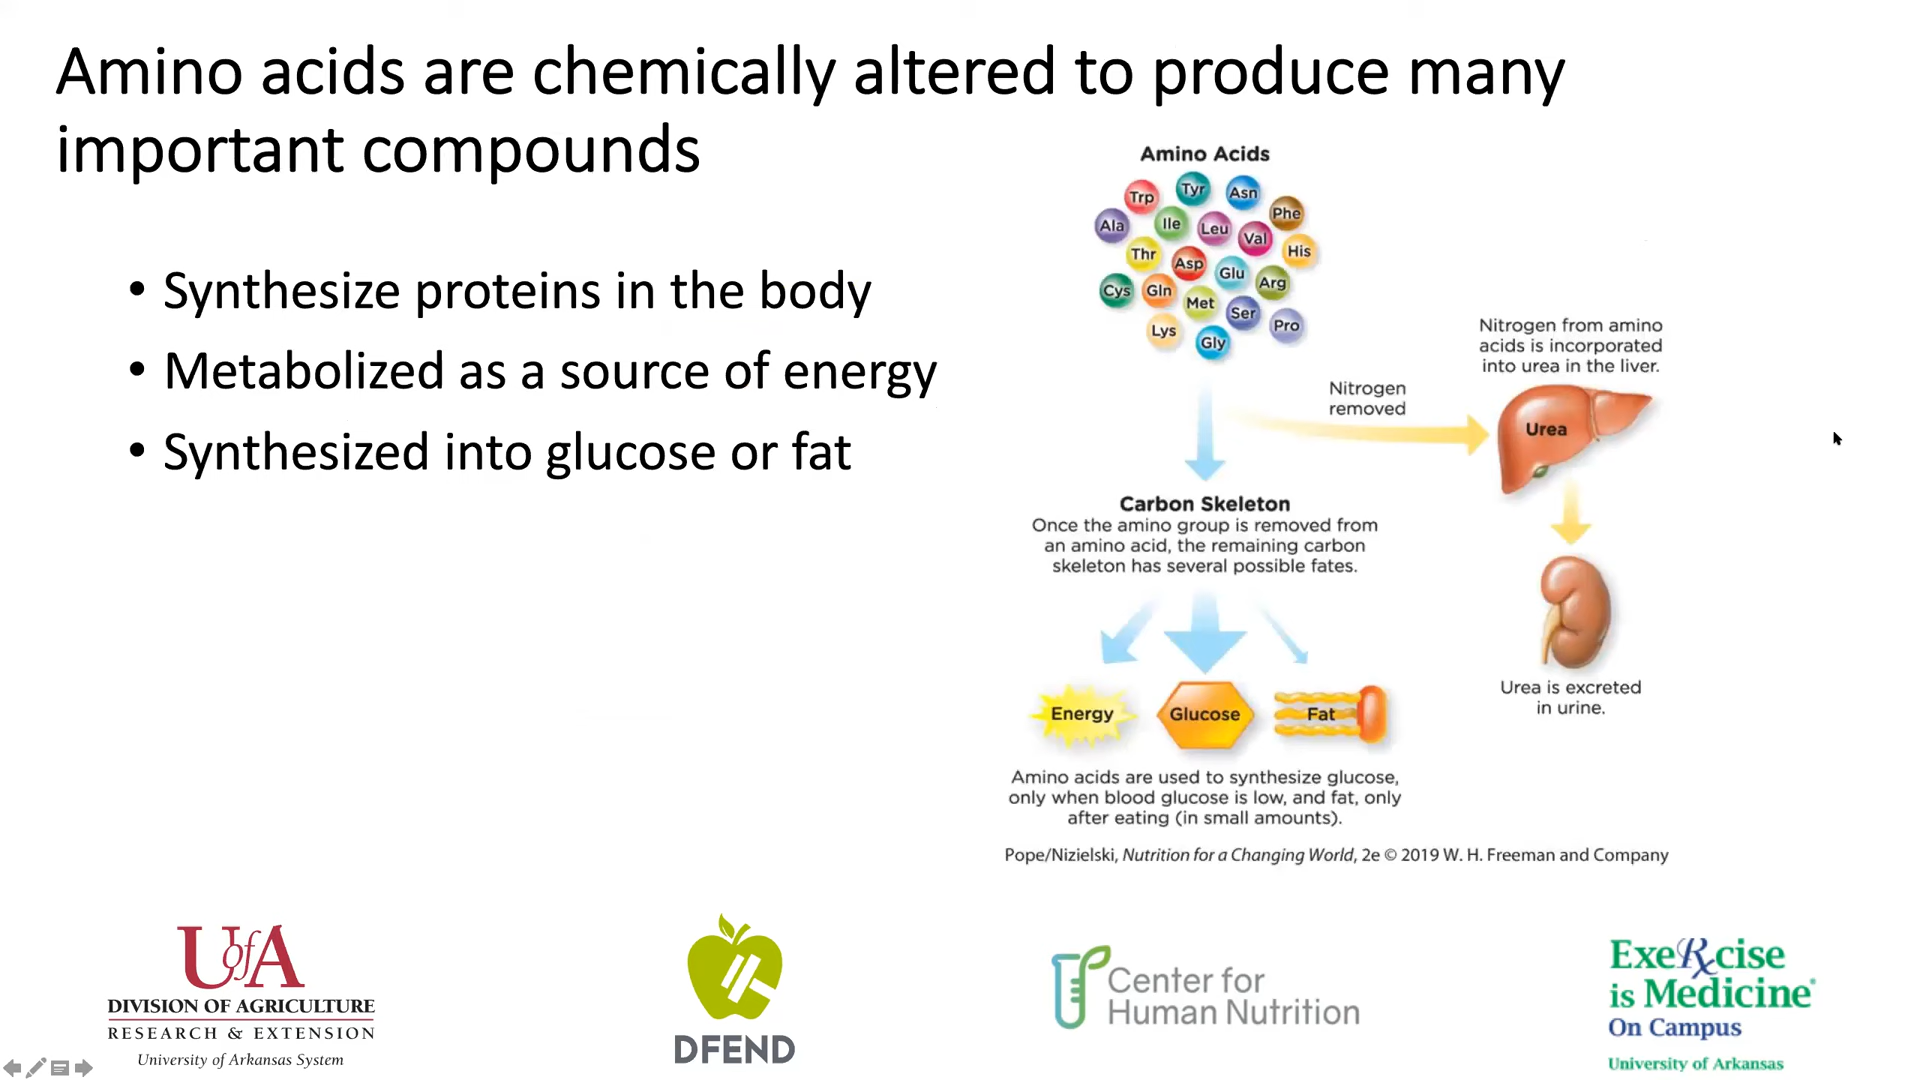 Amino acids are chemically altered to produce many
important compounds
• Synthesize proteins in the body
• Metabolized as a source of energy
• Synthesized into glucose or fat
Amino Acids
Trp
Tyr
Asn
Phe
Ala
Ile
Leu
Val
His
Thr
Asp
Glu
Arg
Cys
Gln
Met
Ser
Pro
Lys
Gly
Nitrogen
removed
Nitrogen from amino
acids is incorporated
into urea in the liver.
Urea
Carbon Skeleton
Once the amino group is removed from
an amino acid, the remaining carbon
skeleton has several possible fates.
Urea is excreted
in urine.
Energy
Glucose
Fat
Amino acids are used to synthesize glucose,
only when blood glucose is low, and fat, only
after eating (in small amounts).
Pope/Nizielski, Nutrition for a Changing World, 2e © 2019 W. H. Freeman and Company
UofA
DIVISION OF AGRICULTURE
RESEARCH & EXTENSION
University of Arkansas System
DFEND
Center for
Human Nutrition
ExeRxcise
is Medicine®
On Campus
University of Arkansas